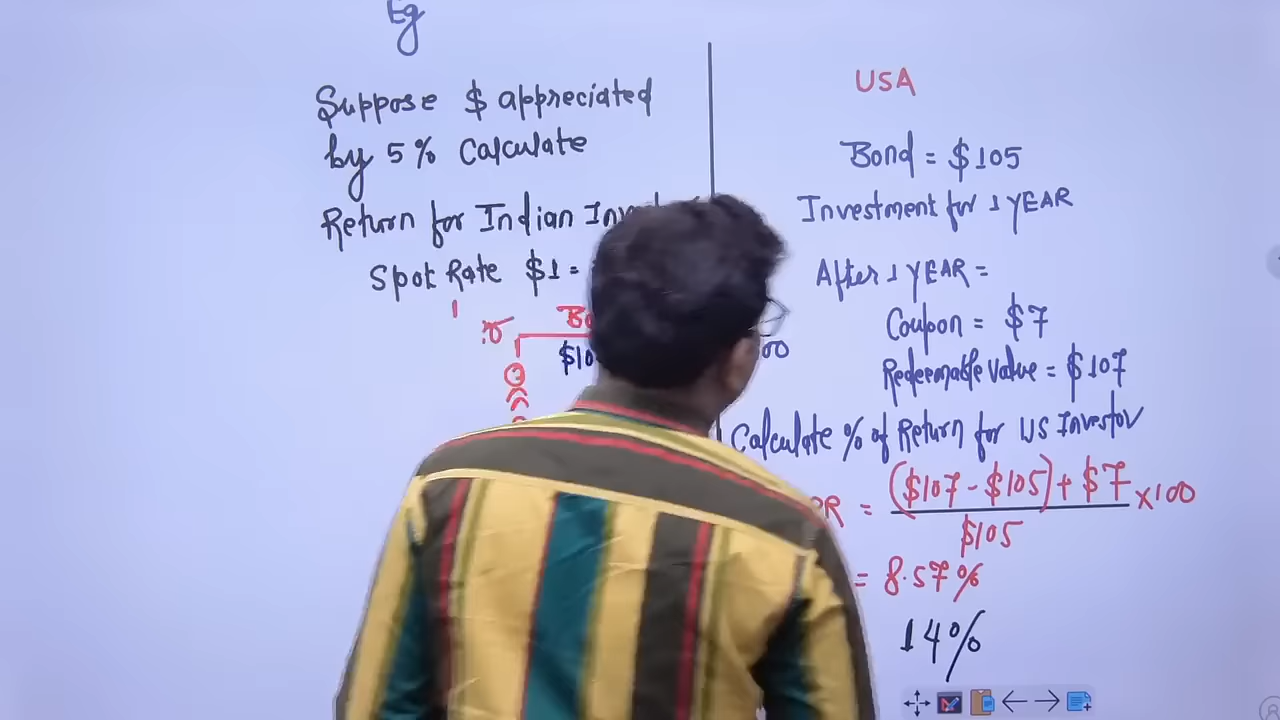 Eg
Suppose $ appreciated
by 5% Calculate
Return for Indian
Spot Rate $1 =
USA
Bond = $105
Investment for 1 YEAR
After 1 YEAR =
Coupon = $7
Redeemable Value = $107
Calculate % of Return for US Investor
= ($107 - $105) + $7 x100
$105
= 8.57%
14%